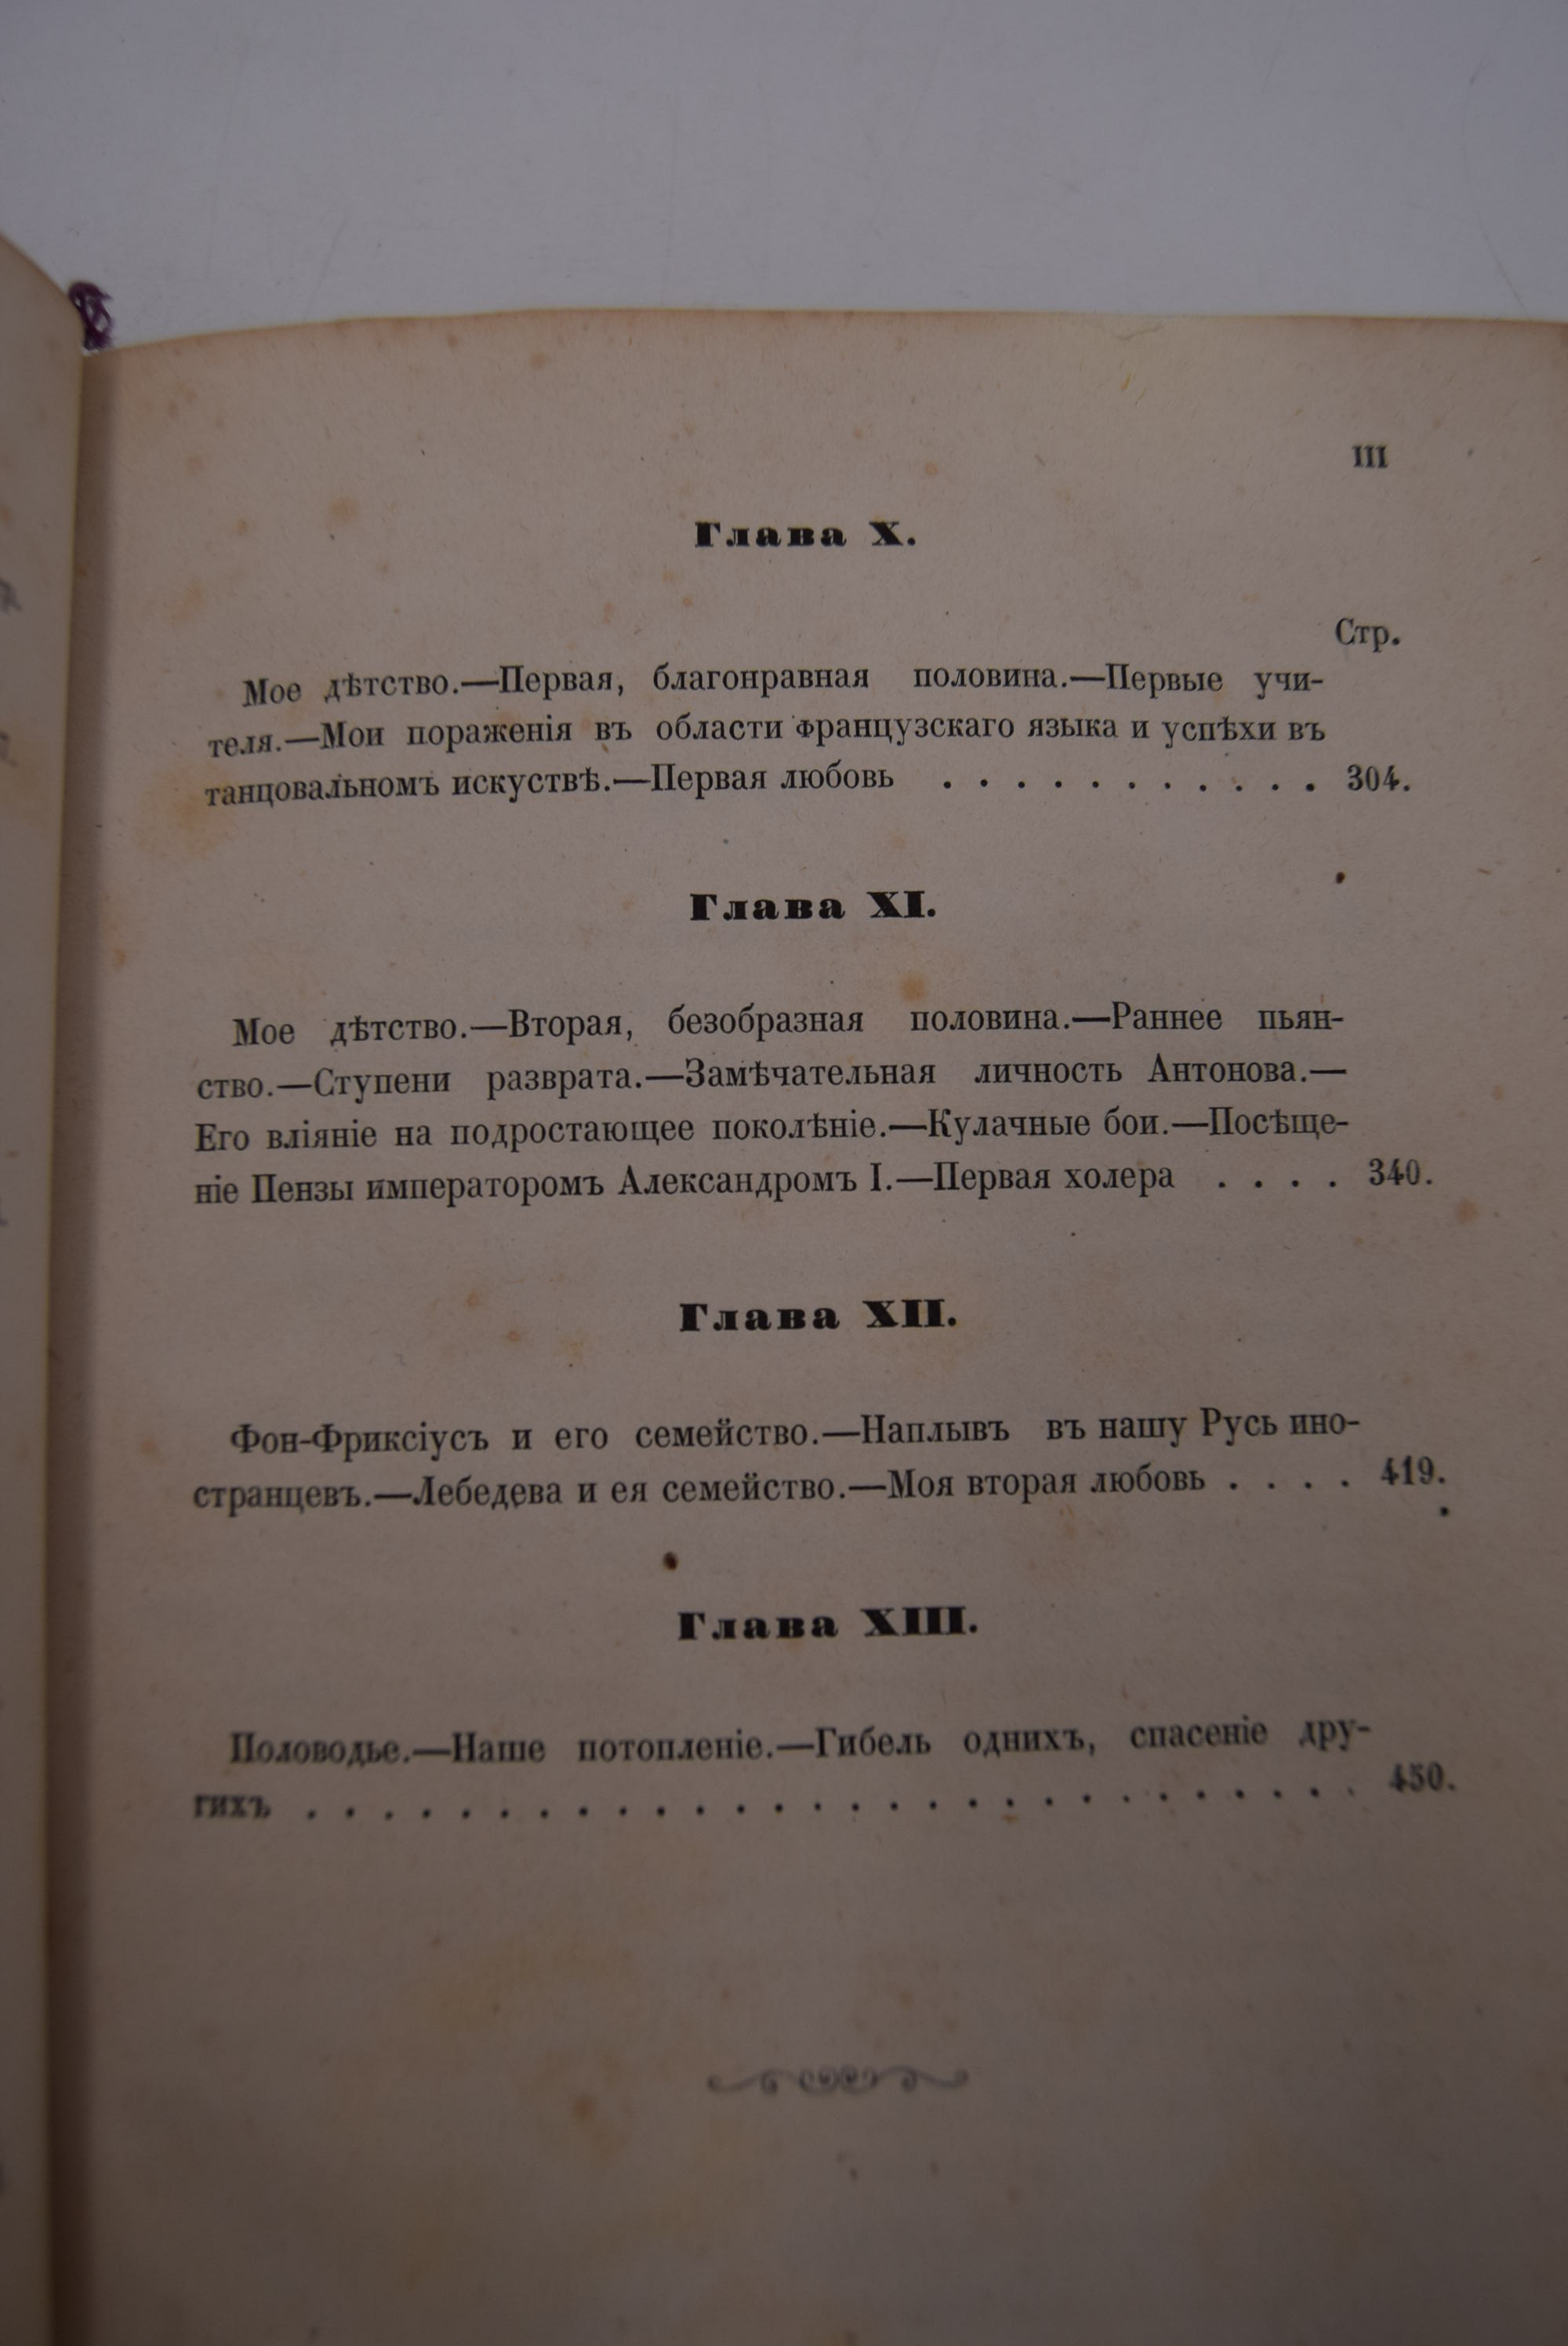 III
Глава X.
Стр.
Мое дѣтство.—Первая, благонравная половина.—Первые учи-
теля.—Мои пораженія въ области французскаго языка и успѣхи въ
танцовальномъ искуствѣ.—Первая любовь . . . . . . . . . . . 304.
Глава XI.
Мое дѣтство.—Вторая, безобразная половина.—Раннее пьян-
ство.—Ступени разврата.—Замѣчательная личность Антонова.—
Его вліяніе на подростающее поколѣніе.—Кулачные бои.—Посѣще-
ніе Пензы императоромъ Александромъ I.—Первая холера . . . . 340.
Глава XII.
Фон-Фриксіусъ и его семейство.—Наплывъ въ нашу Русь ино-
странцевъ.—Лебедева и ея семейство.—Моя вторая любовь . . . . 419.
Глава XIII.
Половодье.—Наше потопленіе.—Гибель однихъ, спасеніе дру-
гихъ . . . . . . . . . . . . . . . . . . . . . . . . . . . . 450.